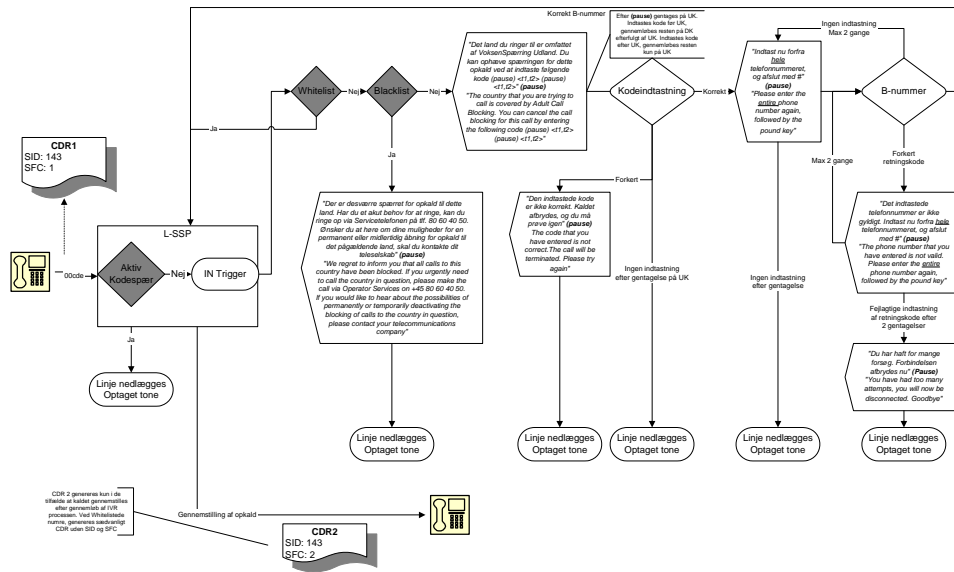 Korrekt B-nummer
Efter (pause) gentages på UK.
Indtastes kode før UK,
gennemløbes resten på DK
efterfulgt af UK. Indtastes kode
efter UK, gennemløbes resten
kun på UK
Ingen indtastning
Max 2 gange
"Det land du ringer til er omfattet
af VoksenSpærring Udland. Du
kan ophæve spærringen for dette
opkald ved at indtaste følgende
kode (pause) <t1,t2> (pause)
<t1,t2>" (pause)
"The country that you are trying to
call is covered by Adult Call
Blocking. You can cancel the call
blocking for this call by entering
the following code (pause) <t1,t2>
(pause) <t1,t2>"
"Indtast nu forfra
hele
telefonnummeret,
og afslut med #"
(pause)
"Please enter the
entire phone
number again,
followed by the
pound key"
Whitelist
Nej
Blacklist
Nej
Kodeindtastning
Korrekt
B-nummer
Ja
Ja
Max 2 gange
Forkert
retningskode
Forkert
CDR1
SID: 143
SFC: 1
"Der er desværre spærret for opkald til dette
land. Har du et akut behov for at ringe, kan du
ringe op via Servicetelefonen på tlf. 80 60 40 50.
Ønsker du at høre om dine muligheder for en
permanent eller midlertidig åbning for opkald til
det pågældende land, skal du kontakte dit
teleselskab" (pause)
"We regret to inform you that all calls to this
country have been blocked. If you urgently need
to call the country in question, please make the
call via Operator Services on +45 80 60 40 50.
If you would like to hear about the possibilities of
permanently or temporarily deactivating the
blocking of calls to the country in question,
please contact your telecommunications
company"
"Den indtastede kode
er ikke korrekt. Kaldet
afbrydes, og du må
prøve igen" (pause)
The code that you
have entered is not
correct.The call will be
terminated. Please try
again"
"Det indtastede
telefonnummer er ikke
gyldigt. Indtast nu forfra hele
telefonnummeret, og afslut
med #" (pause)
"The phone number that you
have entered is not valid.
Please enter the entire
phone number again,
followed by the pound key"
L-SSP
00cde
Aktiv
Kodespær
Nej
IN Trigger
Ingen indtastning
efter gentagelse på UK
Ingen indtastning
efter gentagelse
Fejlagtige indtastning
af retningskode efter
2 gentagelser
Ja
"Du har haft for mange
forsøg. Forbindelsen
afbrydes nu" (Pause)
"You have had too many
attempts, you will now be
disconnected. Goodbye"
Linje nedlægges
Optaget tone
Linje nedlægges
Optaget tone
Linje nedlægges
Optaget tone
Linje nedlægges
Optaget tone
Linje nedlægges
Optaget tone
Linje nedlægges
Optaget tone
CDR 2 genereres kun i de
tilfælde at kaldet gennemstilles
efter gennemløb af IVR
processen. Ved Whitelistede
numre, genereres sædvanligt
CDR uden SID og SFC
Gennemstilling af opkald
CDR2
SID: 143
SFC: 2